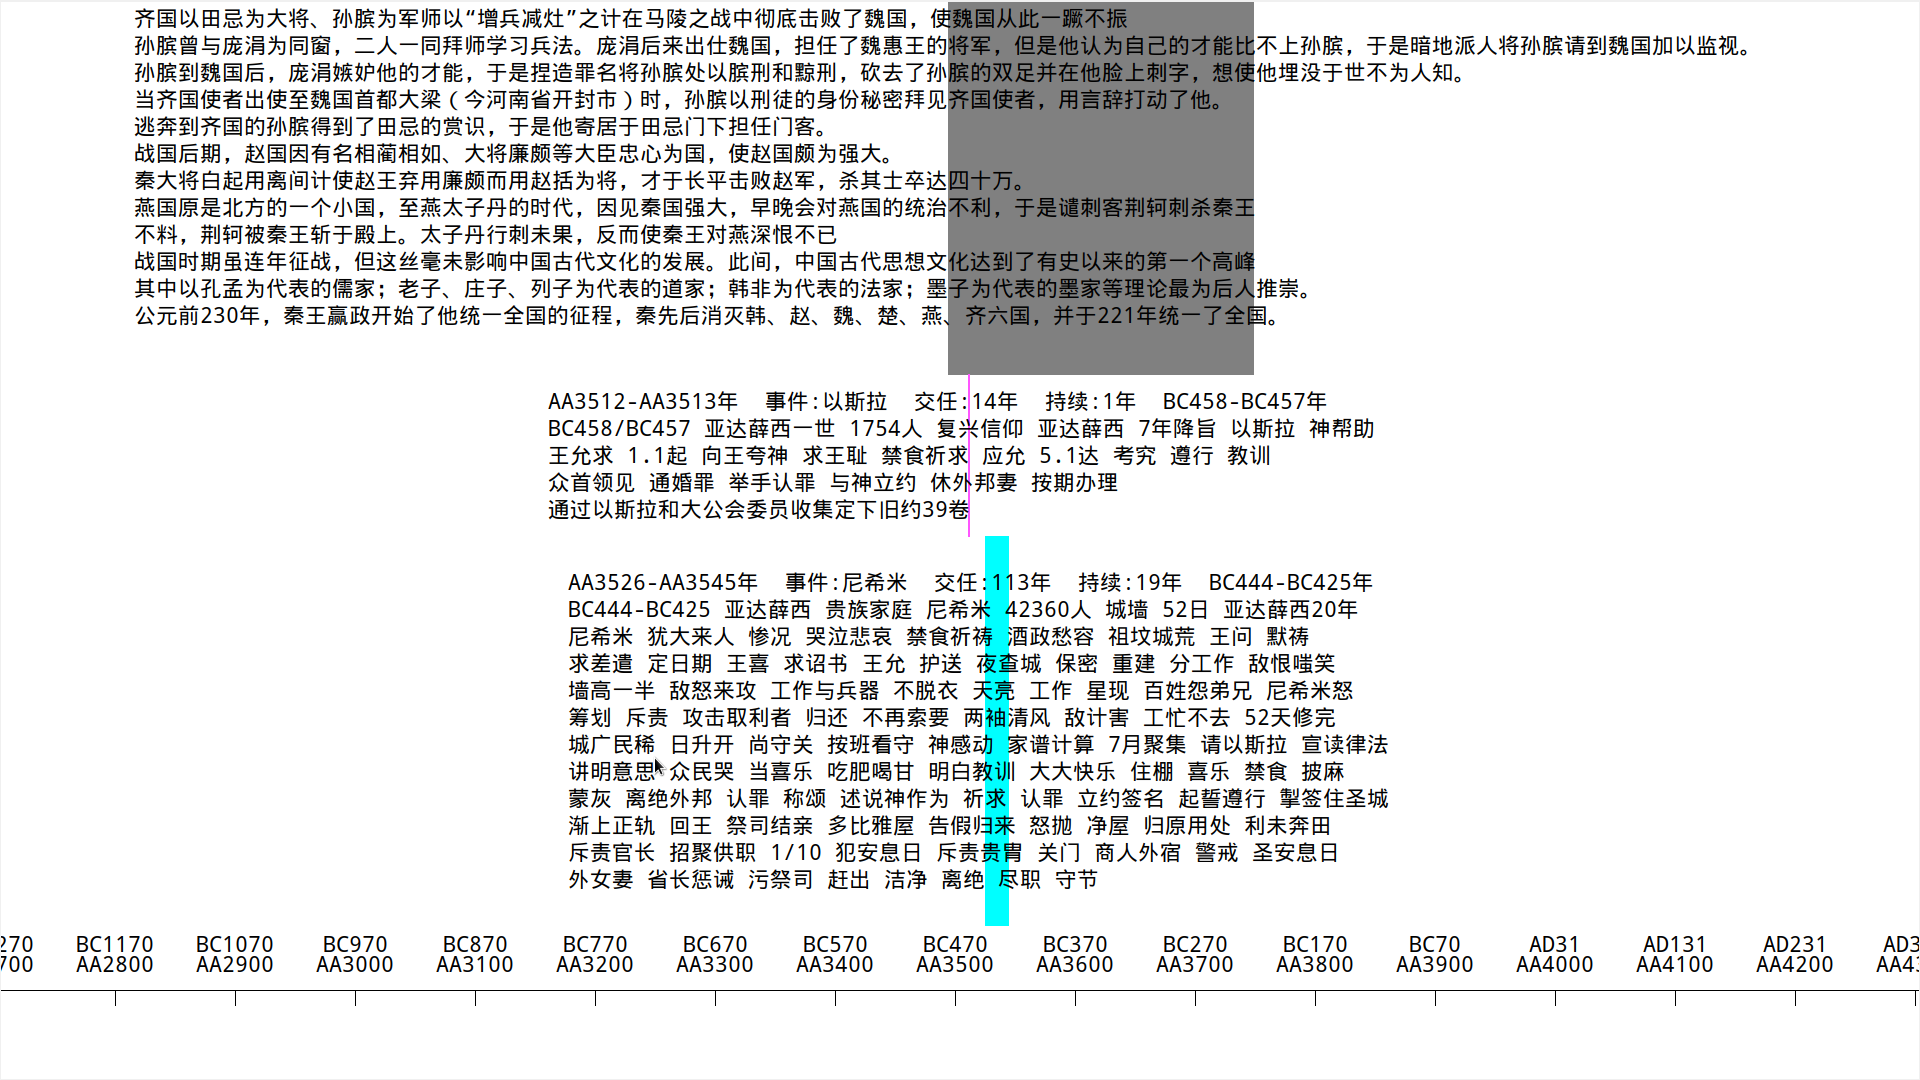 齐国以田忌为大将、孙膑为军师以“增兵减灶”之计在马陵之战中彻底击败了魏国，使魏国从此一蹶不振
孙膑曾与庞涓为同窗，二人一同拜师学习兵法。庞涓后来出仕魏国，担任了魏惠王的将军，但是他认为自己的才能比不上孙膑，于是暗地派人将孙膑请到魏国加以监视。
孙膑到魏国后，庞涓嫉妒他的才能，于是捏造罪名将孙膑处以膑刑和黥刑，砍去了孙膑的双足并在他脸上刺字，想使他埋没于世不为人知。
当齐国使者出使至魏国首都大梁（今河南省开封市）时，孙膑以刑徒的身份秘密拜见齐国使者，用言辞打动了他。
逃奔到齐国的孙膑得到了田忌的赏识，于是他寄居于田忌门下担任门客。
战国后期，赵国因有名相蔺相如、大将廉颇等大臣忠心为国，使赵国颇为强大。
秦大将白起用离间计使赵王弃用廉颇而用赵括为将，才于长平击败赵军，杀其士卒达四十万。
燕国原是北方的一个小国，至燕太子丹的时代，因见秦国强大，早晚会对燕国的统治不利，于是谴刺客荆轲刺杀秦王
不料，荆轲被秦王斩于殿上。太子丹行刺未果，反而使秦王对燕深恨不已
战国时期虽连年征战，但这丝毫未影响中国古代文化的发展。此间，中国古代思想文化达到了有史以来的第一个高峰
其中以孔孟为代表的儒家；老子、庄子、列子为代表的道家；韩非为代表的法家；墨子为代表的墨家等理论最为后人推崇。
公元前230年，秦王嬴政开始了他统一全国的征程，秦先后消灭韩、赵、魏、楚、燕、齐六国，并于221年统一了全国。
AA3512-AA3513年 事件:以斯拉 交任:14年 持续:1年 BC458-BC457年
BC458/BC457 亚达薛西一世 1754人 复兴信仰 亚达薛西 7年降旨 以斯拉 神帮助
王允求 1.1起 向王夸神 求王耻 禁食祈求 应允 5.1达 考究 遵行 教训
众首领见 通婚罪 举手认罪 与神立约 休外邦妻 按期办理
通过以斯拉和大公会委员收集定下旧约39卷
AA3526-AA3545年 事件:尼希米 交任:113年 持续:19年 BC444-BC425年
BC444-BC425 亚达薛西 贵族家庭 尼希米 42360人 城墙 52日 亚达薛西20年
尼希米 犹大来人 惨况 哭泣悲哀 禁食祈祷 酒政愁容 祖坟城荒 王问 默祷
求差遣 定日期 王喜 求诏书 王允 护送 夜查城 保密 重建 分工作 敌恨嗤笑
墙高一半 敌怒来攻 工作与兵器 不脱衣 天亮 工作 星现 百姓怨弟兄 尼希米怒
筹划 斥责 攻击取利者 归还 不再索要 两袖清风 敌计害 工忙不去 52天修完
城广民稀 日升开 尚守关 按班看守 神感动 家谱计算 7月聚集 请以斯拉 宣读律法
讲明意思 众民哭 当喜乐 吃肥喝甘 明白教训 大大快乐 住棚 喜乐 禁食 披麻
蒙灰 离绝外邦 认罪 称颂 述说神作为 祈求 认罪 立约签名 起誓遵行 掣签住圣城
渐上正轨 回王 祭司结亲 多比雅屋 告假归来 怒抛 净屋 归原用处 利未奔田
斥责官长 招聚供职 1/10 犯安息日 斥责贵胄 关门 商人外宿 警戒 圣安息日
外女妻 省长惩诫 污祭司 赶出 洁净 离绝 尽职 守节
270 BC1170 BC1070 BC970 BC870 BC770 BC670 BC570 BC470 BC370 BC270 BC170 BC70 AD31 AD131 AD231 AD3
700 AA2800 AA2900 AA3000 AA3100 AA3200 AA3300 AA3400 AA3500 AA3600 AA3700 AA3800 AA3900 AA4000 AA4100 AA4200 AA43